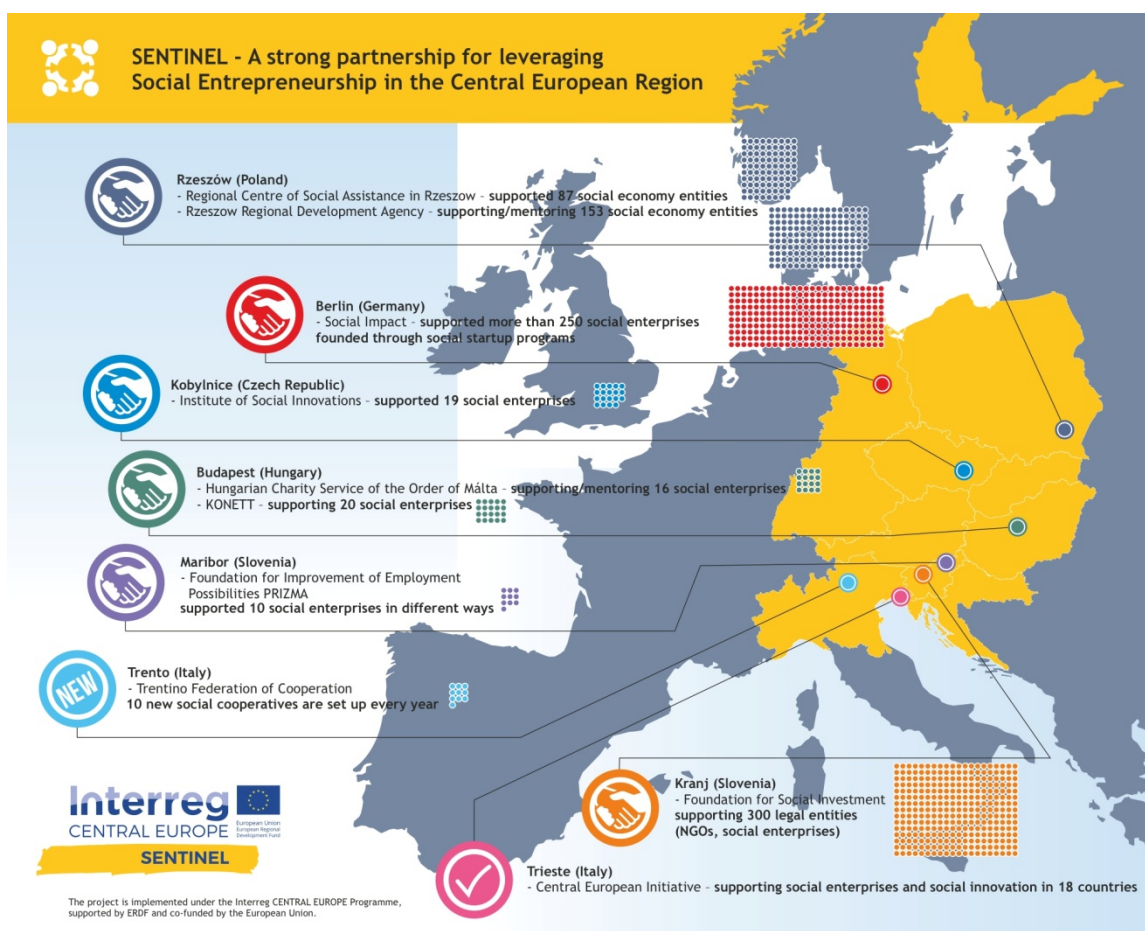 SENTINEL - A strong partnership for leveraging
Social Entrepreneurship in the Central European Region
Rzeszów (Poland)
- Regional Centre of Social Assistance in Rzeszow – supported 87 social economy entities
- Rzeszow Regional Development Agency – supporting/mentoring 153 social economy entities
Berlin (Germany)
- Social Impact – supported more than 250 social enterprises
founded through social startup programs
Kobylnice (Czech Republic)
- Institute of Social Innovations – supported 19 social enterprises
Budapest (Hungary)
- Hungarian Charity Service of the Order of Málta – supporting/mentoring 16 social enterprises
- KONETT – supporting 20 social enterprises
Maribor (Slovenia)
- Foundation for Improvement of Employment
Possibilities PRIZMA
supported 10 social enterprises in different ways
NEW
Trento (Italy)
- Trentino Federation of Cooperation
10 new social cooperatives are set up every year
Kranj (Slovenia)
- Foundation for Social Investment
supporting 300 legal entities
(NGOs, social enterprises)
Trieste (Italy)
- Central European Initiative – supporting social enterprises and social innovation in 18 countries
Interreg
CENTRAL EUROPE
European Union
European Regional
Development Fund
SENTINEL
The project is implemented under the Interreg CENTRAL EUROPE Programme,
supported by ERDF and co-funded by the European Union.